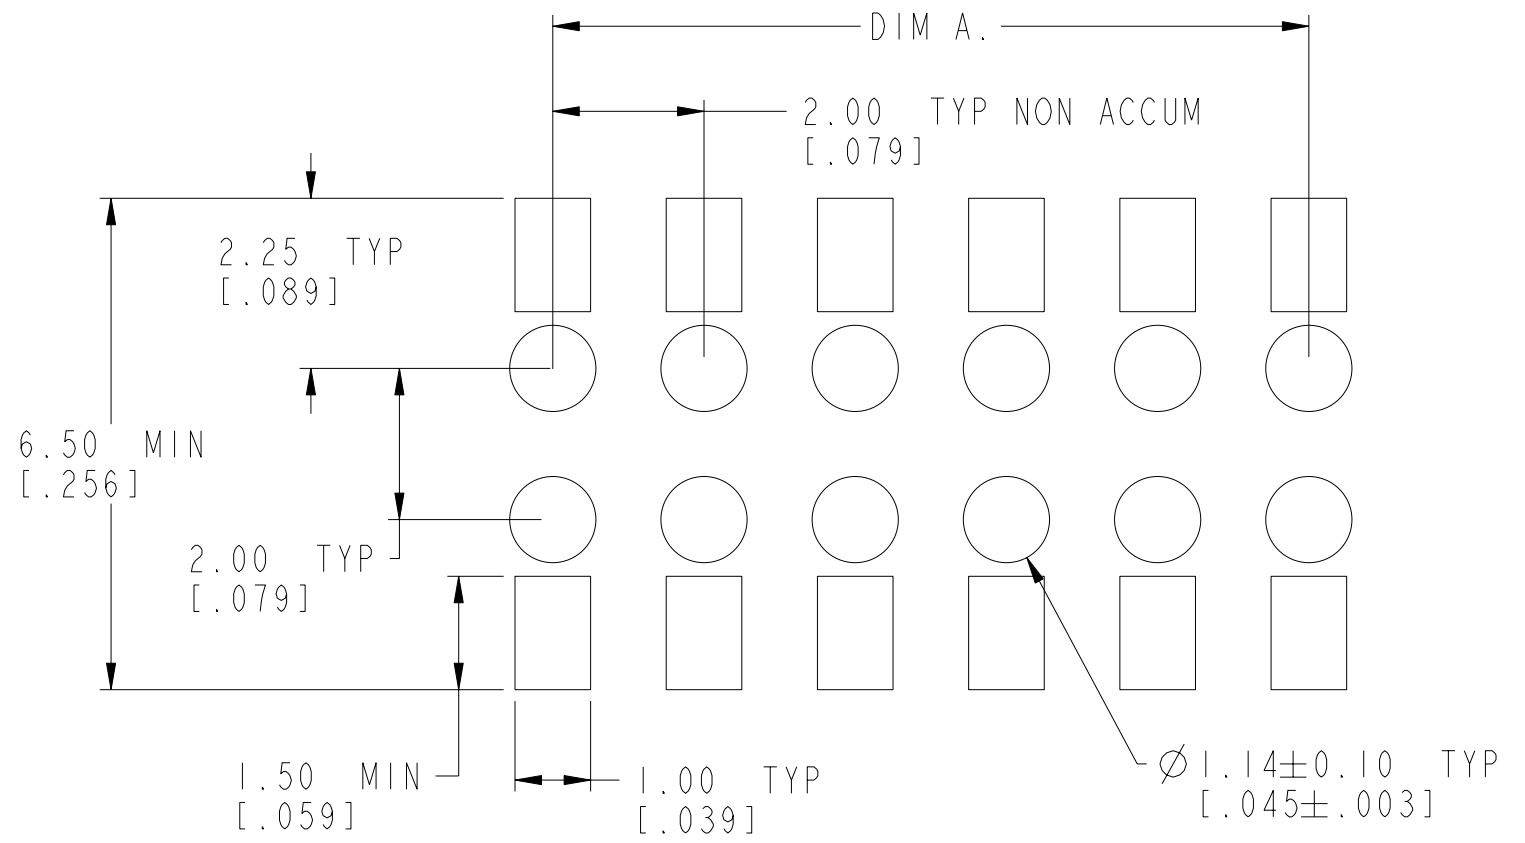 DIM A.
2.00 TYP NON ACCUM
[.079]
2.25 TYP
[.089]
6.50 MIN
[.256]
2.00 TYP
[.079]
1.50 MIN
[.059]
1.00 TYP
[.039]
∅1.14±0.10 TYP
[.045±.003]